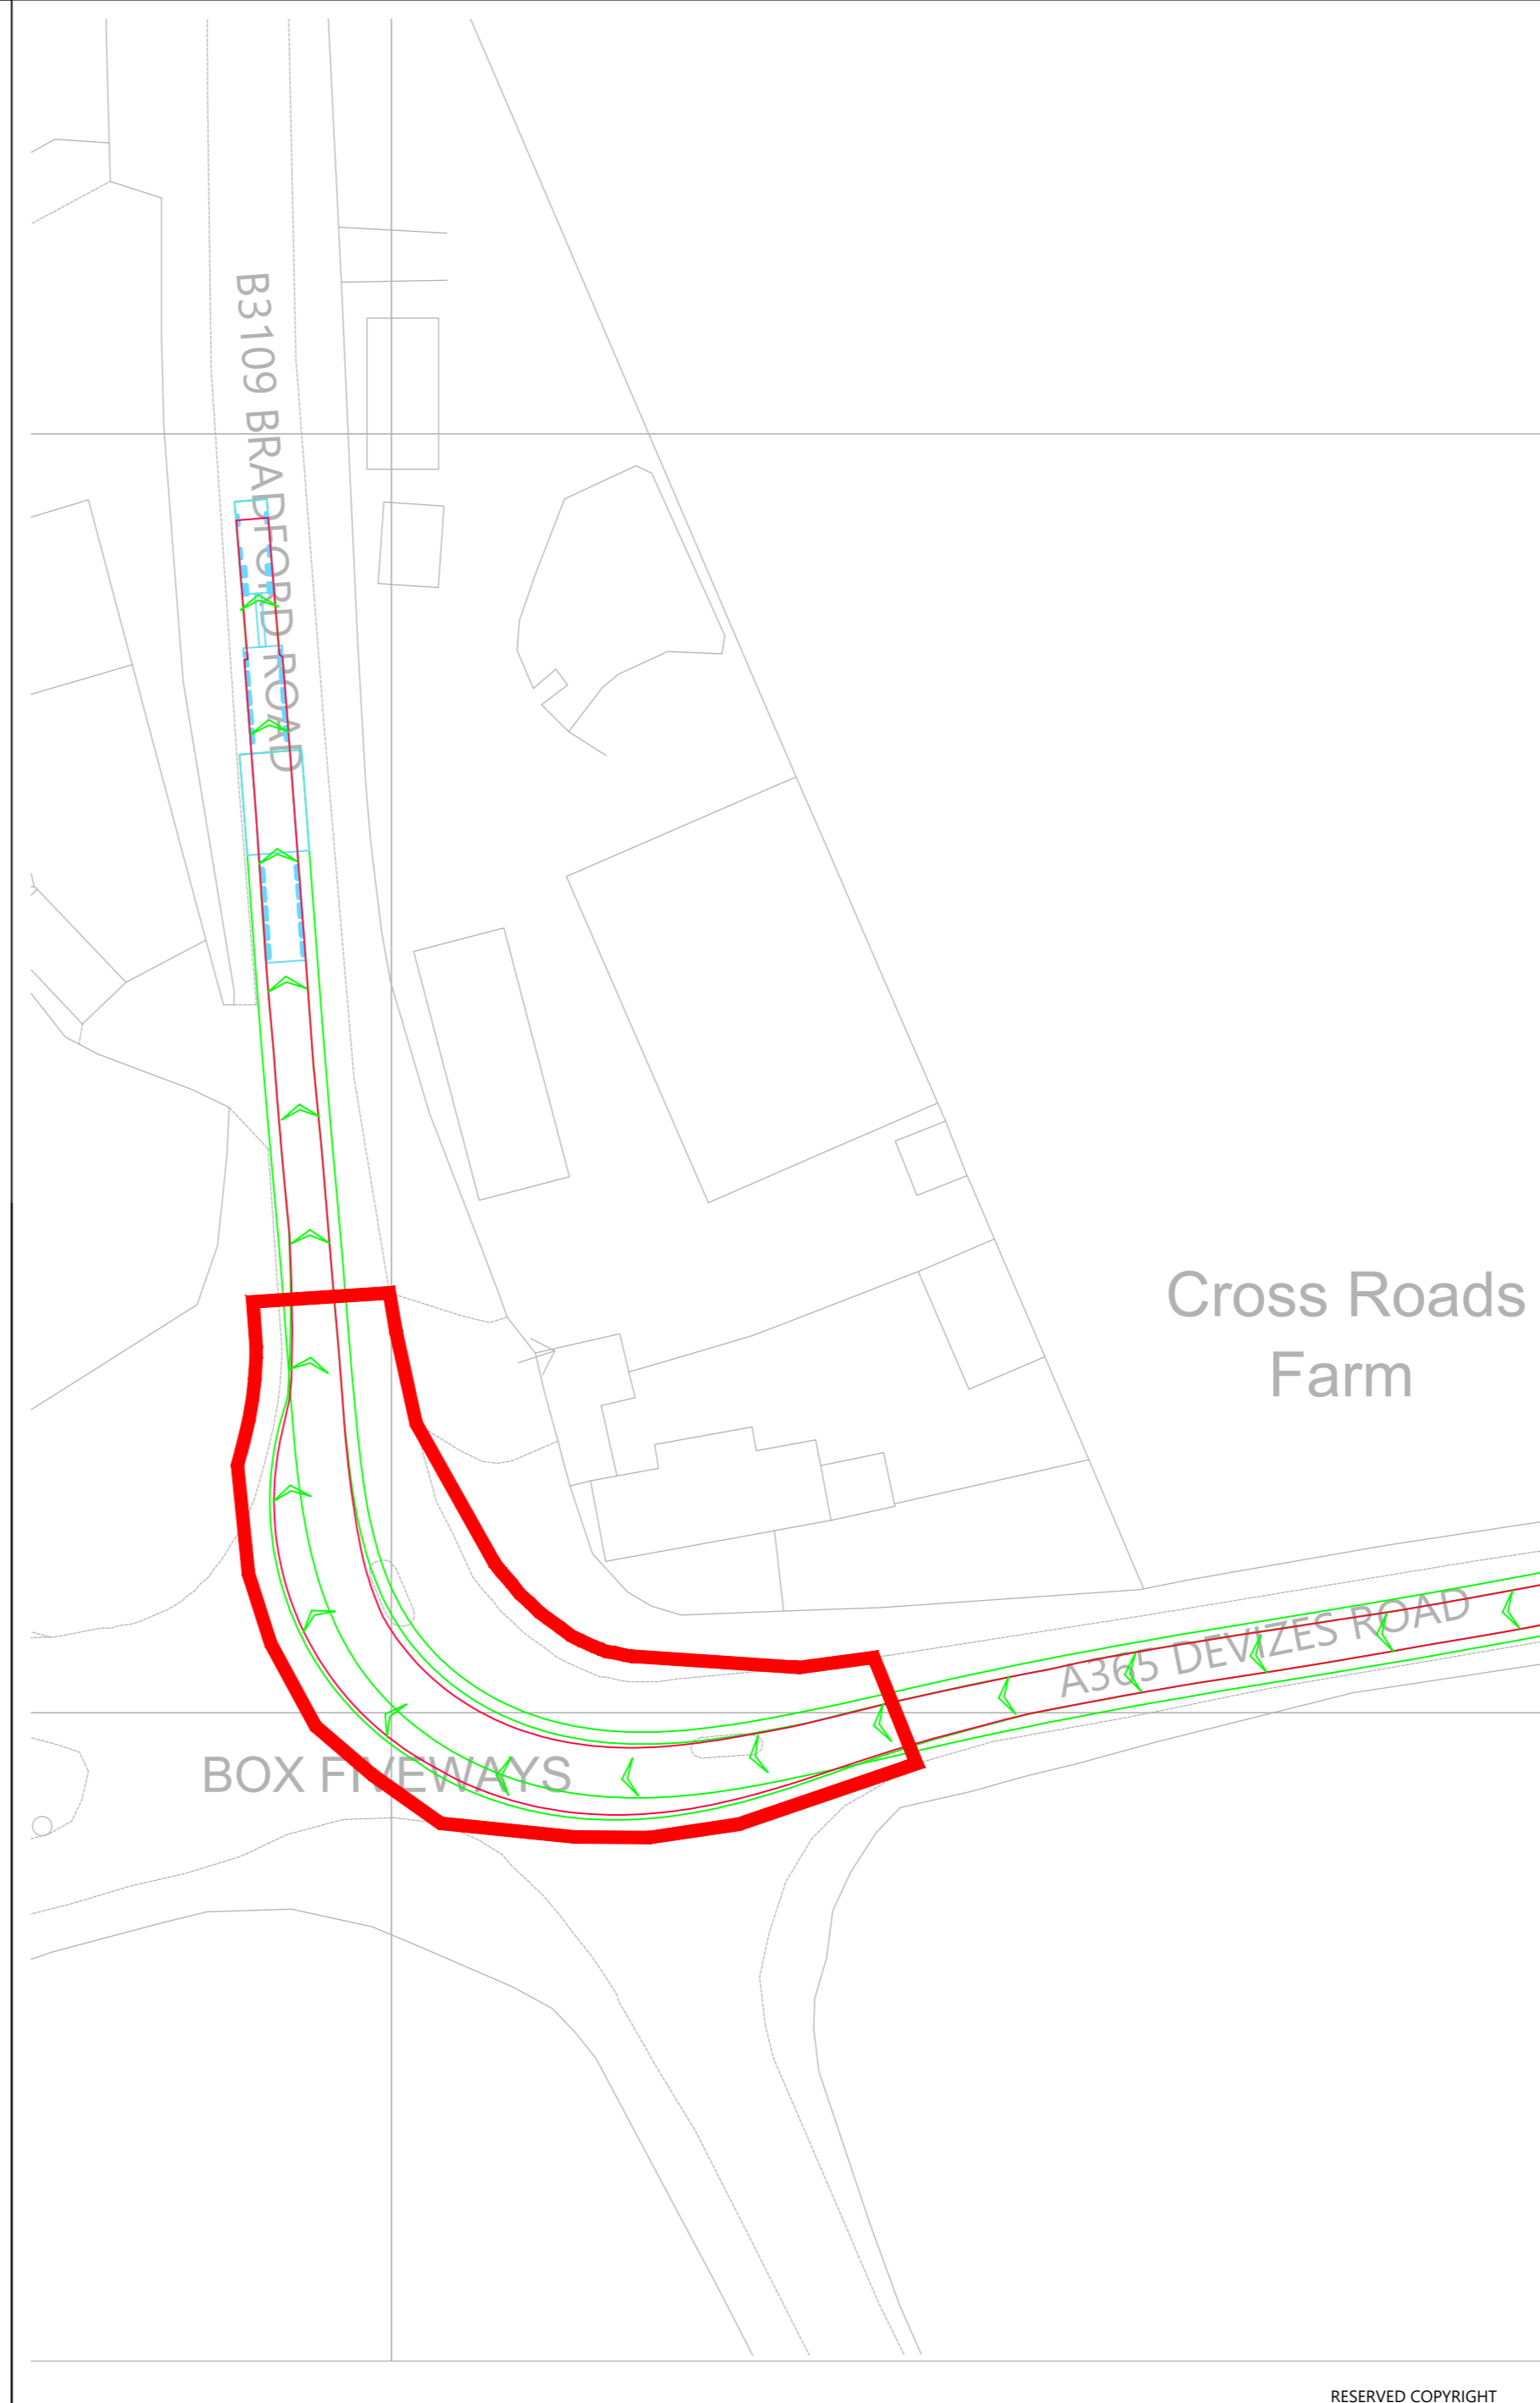 B3109 BRADFORD ROAD
Cross Roads
Farm
A365 DEVIZES ROAD
BOX FIVEWAYS
RESERVED COPYRIGHT